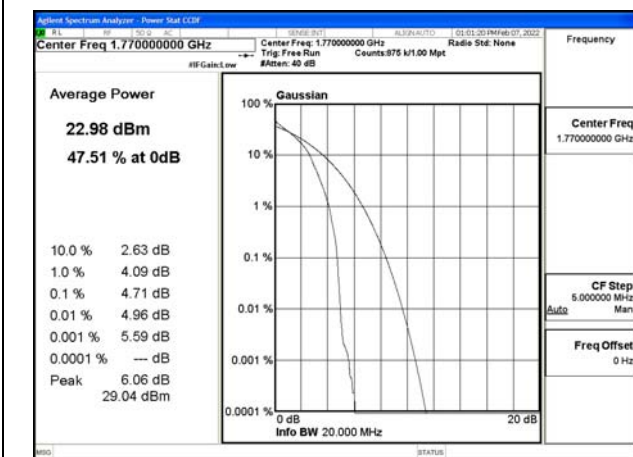 Agilent Spectrum Analyzer - Power Stat CCDF
RL RF 50 Ω AC SENSE:INT ALIGN AUTO 01:01:20 PM Feb 07, 2022
Center Freq 1.770000000 GHz
Center Freq: 1.770000000 GHz Radio Std: None
Trig: Free Run Counts:875 k/1.00 Mpt
#IFGain:Low #Atten: 40 dB
Frequency
Average Power
22.98 dBm
47.51 % at 0dB
10.0 % 2.63 dB
1.0 % 4.09 dB
0.1 % 4.71 dB
0.01 % 4.96 dB
0.001 % 5.59 dB
0.0001 % --- dB
Peak 6.06 dB
29.04 dBm
Gaussian
100 %
10 %
1 %
0.1 %
0.01 %
0.001 %
0.0001 %
0 dB 20 dB
Info BW 20.000 MHz
Center Freq
1.770000000 GHz
CF Step
5.000000 MHz
Auto Man
Freq Offset
0 Hz
MSG STATUS